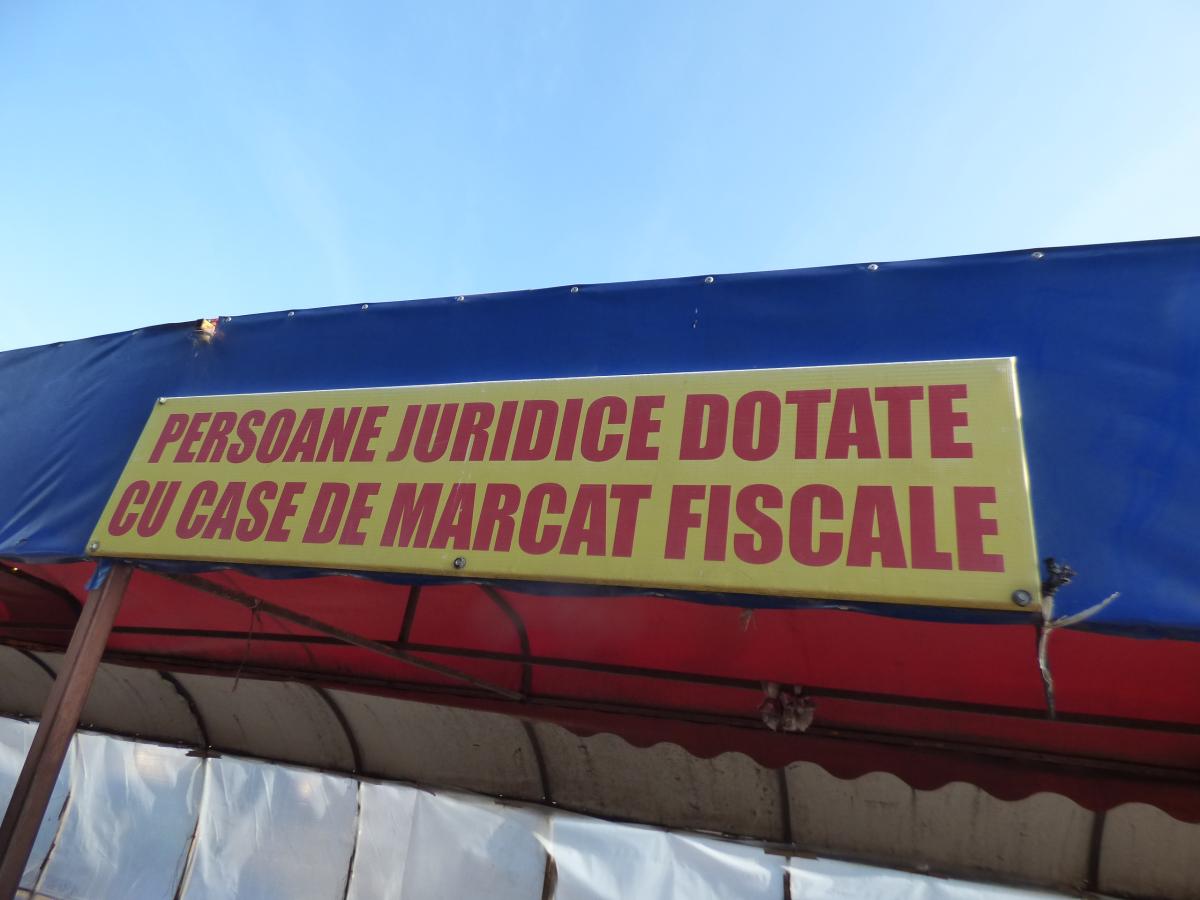 PERSOANE JURIDICE DOTATE
CU CASE DE MARCAT FISCALE